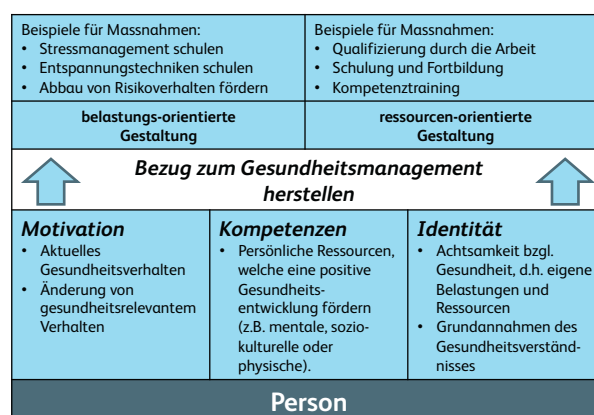 Beispiele für Massnahmen:
• Stressmanagement schulen
• Entspannungstechniken schulen
• Abbau von Risikoverhalten fördern
Beispiele für Massnahmen:
• Qualifizierung durch die Arbeit
• Schulung und Fortbildung
• Kompetenztraining
belastungs-orientierte
Gestaltung
ressourcen-orientierte
Gestaltung
Bezug zum Gesundheitsmanagement
herstellen
Motivation
• Aktuelles
Gesundheitsverhalten
• Änderung von
gesundheitsrelevantem
Verhalten
Kompetenzen
• Persönliche Ressourcen,
welche eine positive
Gesundheits-
entwicklung fördern
(z.B. mentale, sozio-
kulturelle oder
physische).
Identität
• Achtsamkeit bzgl.
Gesundheit, d.h. eigene
Belastungen und
Ressourcen
• Grundannahmen des
Gesundheitsverständ-
nisses
Person